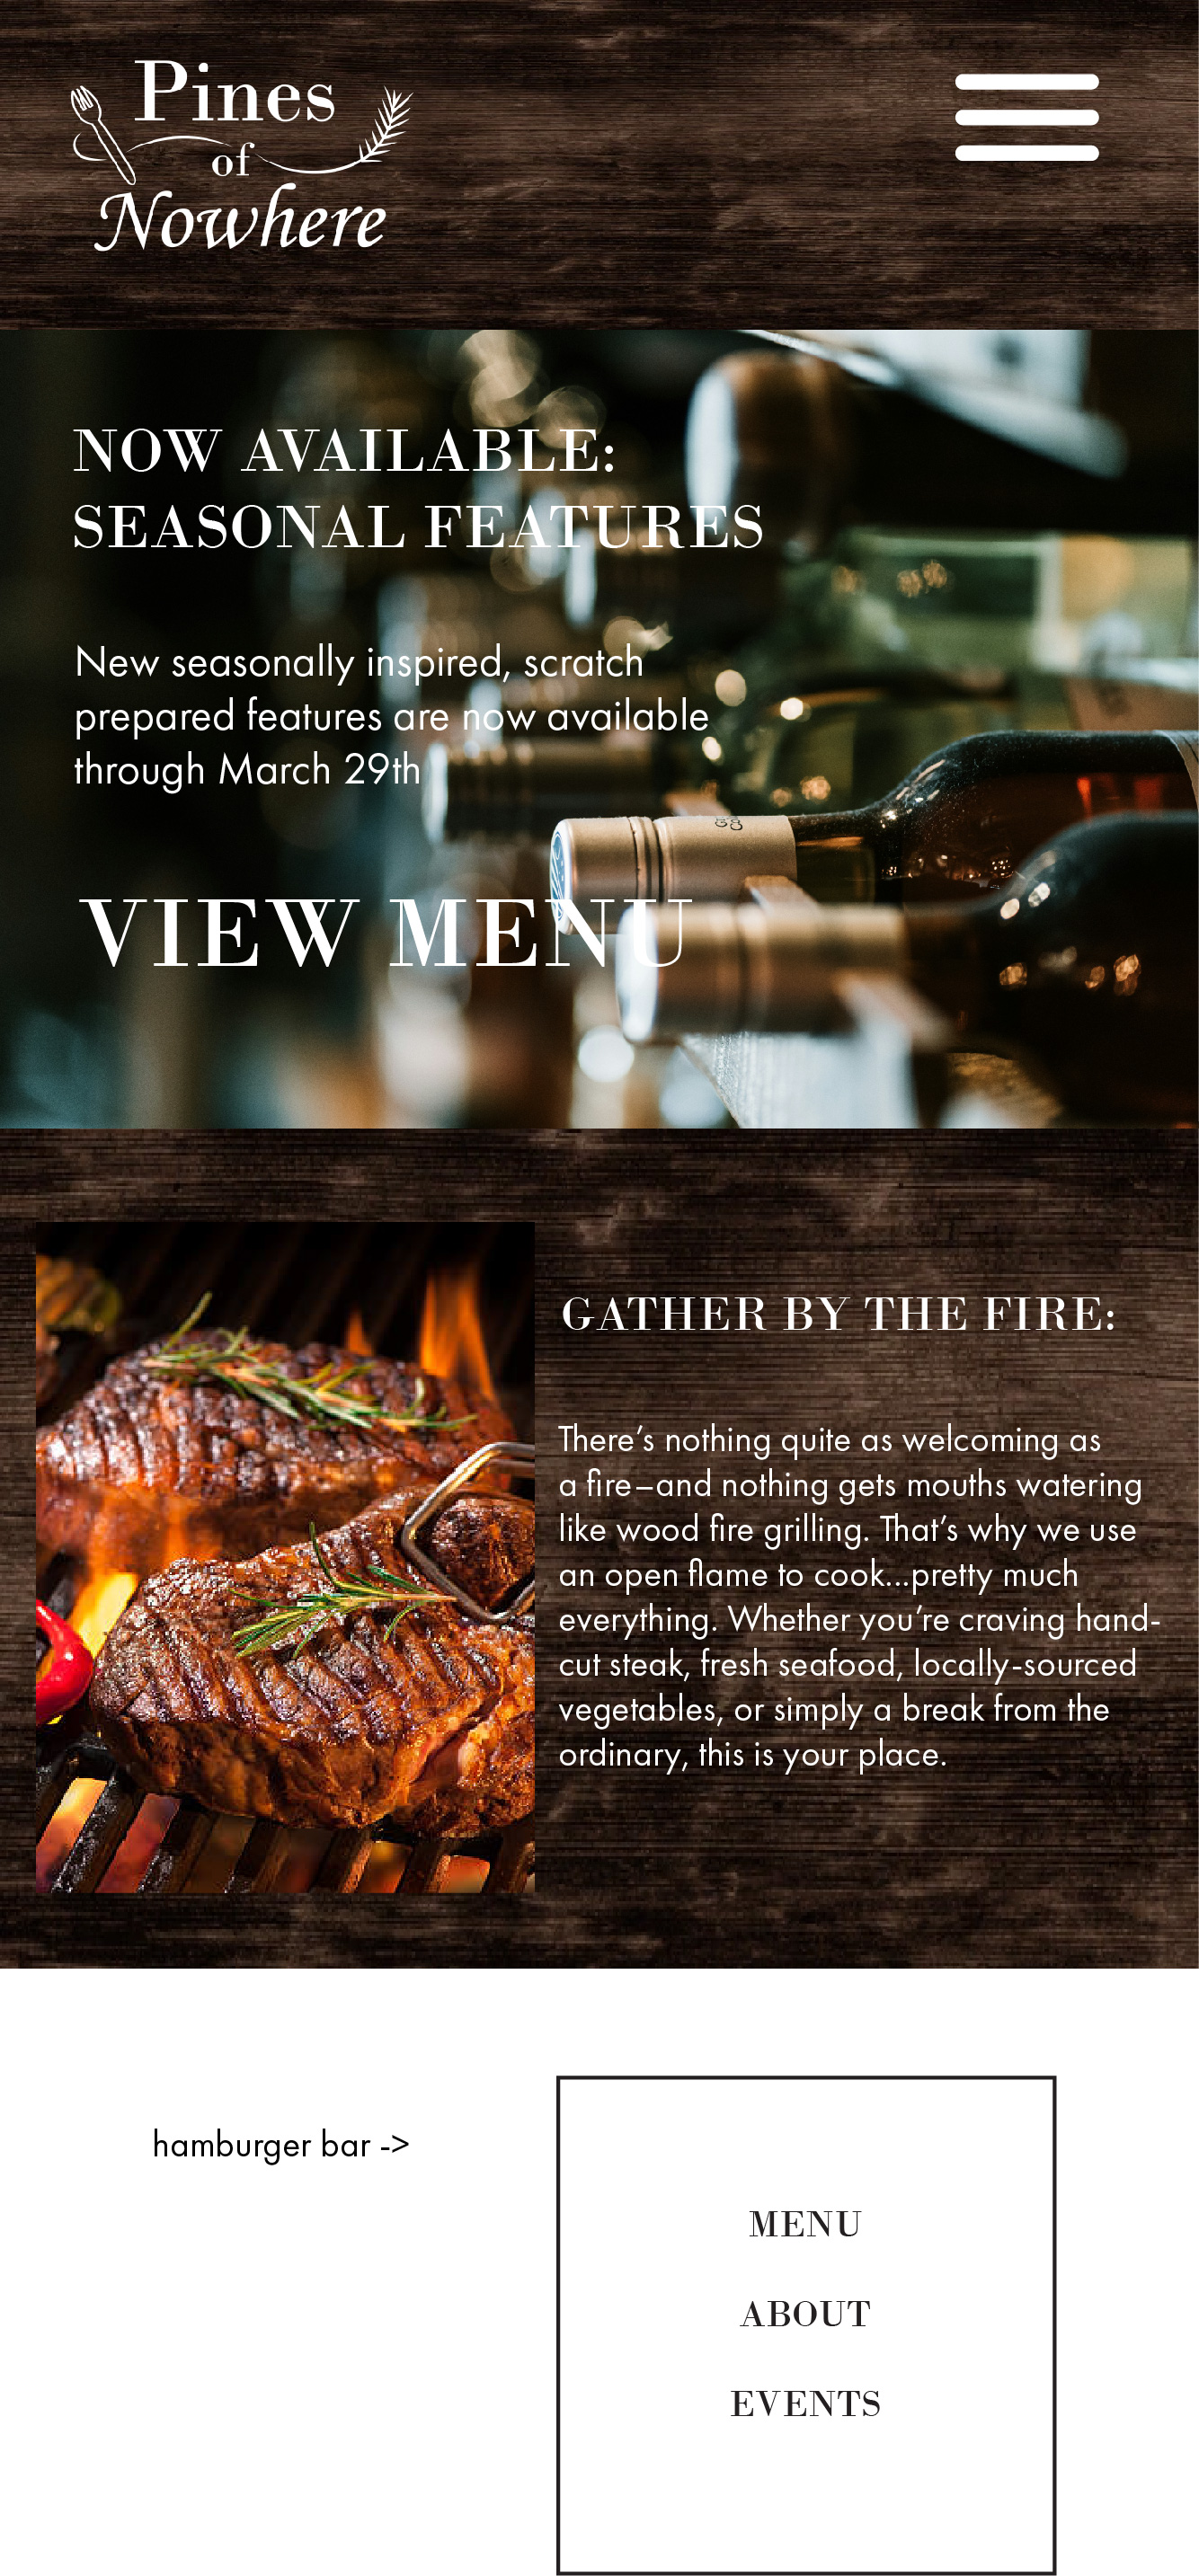 Pines
of
Nowhere
NOW AVAILABLE:
SEASONAL FEATURES
New seasonally inspired, scratch
prepared features are now available
through March 29th
VIEW MENU
GATHER BY THE FIRE:
There’s nothing quite as welcoming as
a fire–and nothing gets mouths watering
like wood fire grilling. That’s why we use
an open flame to cook...pretty much
everything. Whether you’re craving hand-
cut steak, fresh seafood, locally-sourced
vegetables, or simply a break from the
ordinary, this is your place.
hamburger bar ->
MENU
ABOUT
EVENTS